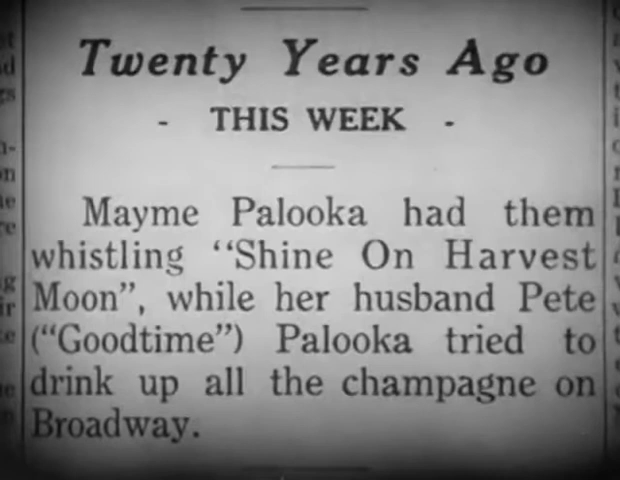 Twenty Years Ago
- THIS WEEK -
Mayme Palooka had them
whistling "Shine On Harvest
Moon", while her husband Pete
("Goodtime") Palooka tried to
drink up all the champagne on
Broadway.